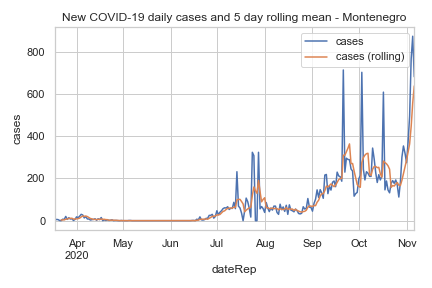 New COVID-19 daily cases and 5 day rolling mean - Montenegro
cases
cases (rolling)
800
600
400
200
0
cases
Apr
2020
May
Jun
Jul
Aug
Sep
Oct
Nov
dateRep